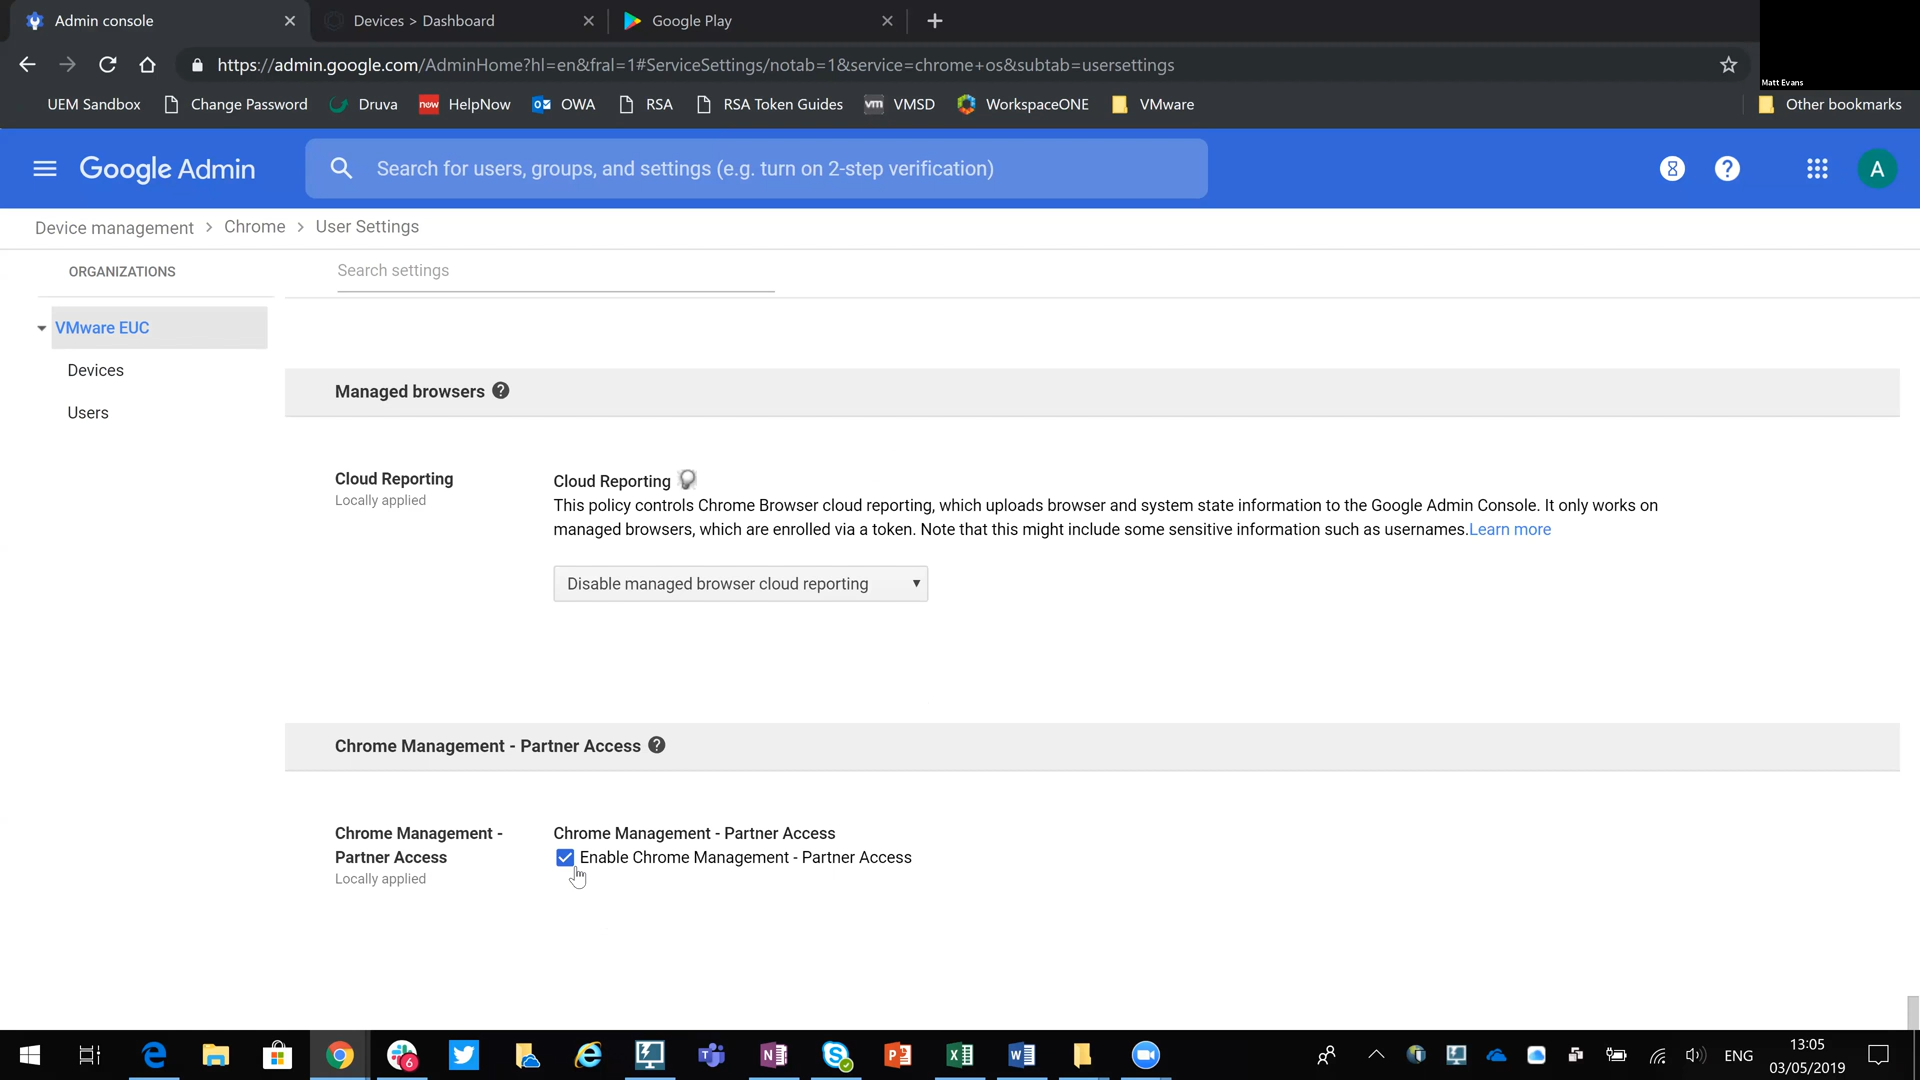 Admin console
Devices > Dashboard
Google Play
https://admin.google.com/AdminHome?hl=en&fral=1#ServiceSettings/notab=1&service=chrome+os&subtab=usersettings
Matt Evans
UEM Sandbox
Change Password
Druva
now
HelpNow
OWA
RSA
RSA Token Guides
vm
VMSD
WorkspaceONE
VMware
Other bookmarks
Google Admin
Search for users, groups, and settings (e.g. turn on 2-step verification)
A
Device management > Chrome > User Settings
ORGANIZATIONS
Search settings
VMware EUC
Devices
Users
Managed browsers
Cloud Reporting
Locally applied
Cloud Reporting
This policy controls Chrome Browser cloud reporting, which uploads browser and system state information to the Google Admin Console. It only works on
managed browsers, which are enrolled via a token. Note that this might include some sensitive information such as usernames.Learn more
Disable managed browser cloud reporting
Chrome Management - Partner Access
Chrome Management -
Partner Access
Locally applied
Chrome Management - Partner Access
Enable Chrome Management - Partner Access
6
ENG
13:05
03/05/2019